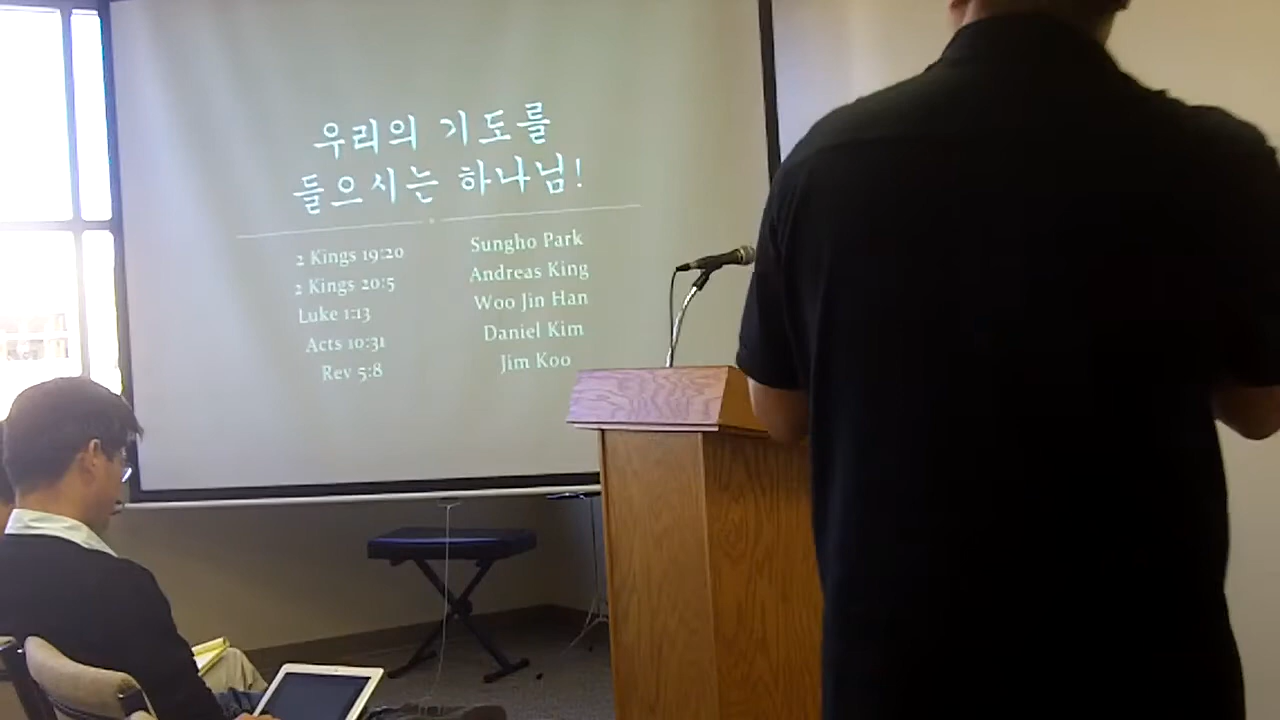 우리의 기도를
들으시는 하나님!
2 Kings 19:20 Sungho Park
2 Kings 20:5 Andreas King
Luke 1:13 Woo Jin Han
Acts 10:31 Daniel Kim
Rev 5:8 Jim Koo